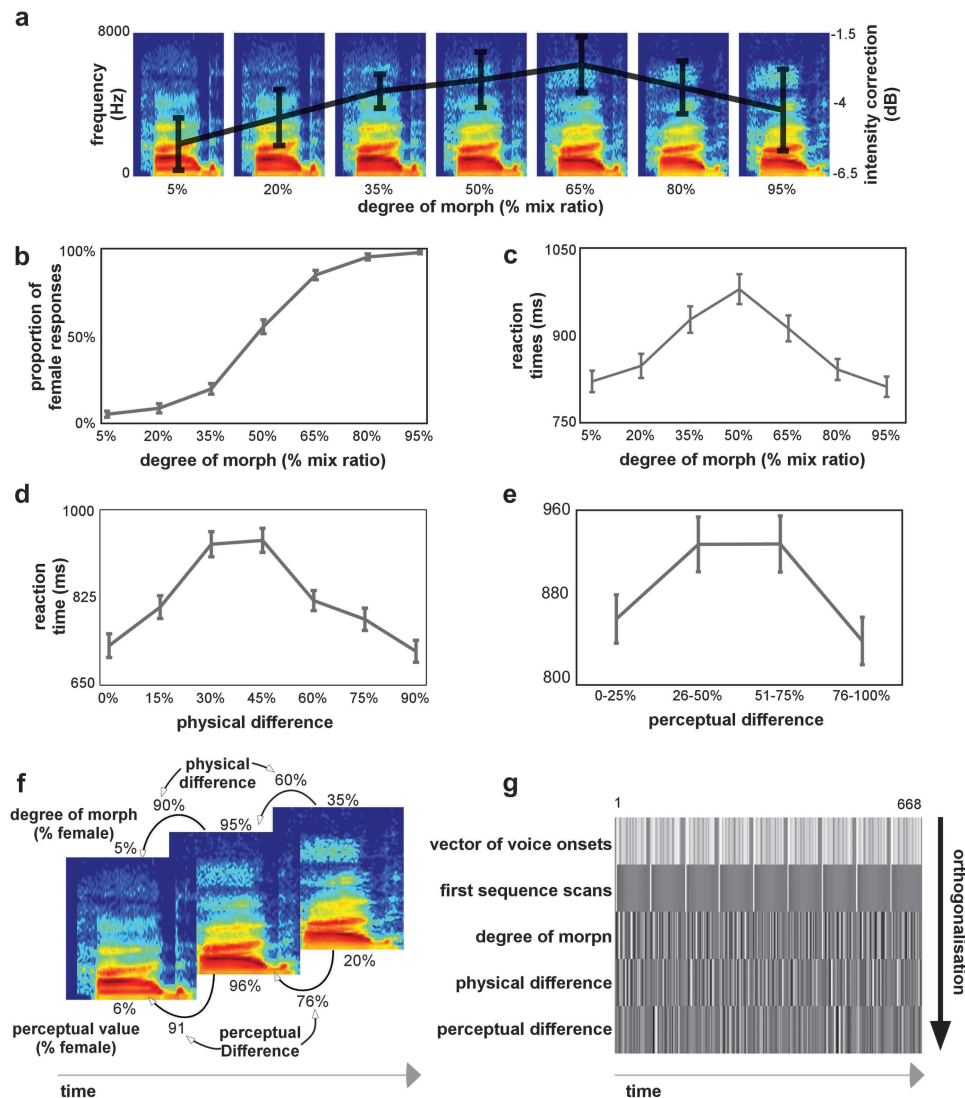 a
8000
frequency
(Hz)
0
-1.5
-4
-6.5
intensity correction
(dB)
5% 20% 35% 50% 65% 80% 95%
degree of morph (% mix ratio)
b
100%
50%
0%
proportion of
female responses
5% 20% 35% 50% 65% 80% 95%
degree of morph (% mix ratio)
c
1050
900
750
reaction
times (ms)
5% 20% 35% 50% 65% 80% 95%
degree of morph (% mix ratio)
d
1000
825
650
reaction
time (ms)
0% 15% 30% 45% 60% 75% 90%
physical difference
e
960
880
800
0-25% 26-50% 51-75% 76-100%
perceptual difference
f
physical
difference
90%
60%
degree of morph
(% female)
5%
95%
35%
6%
96%
20%
91
76%
perceptual value
(% female)
perceptual
Difference
time
g
1 668
vector of voice onsets
first sequence scans
degree of morpn
physical difference
perceptual difference
orthogonalisation
time